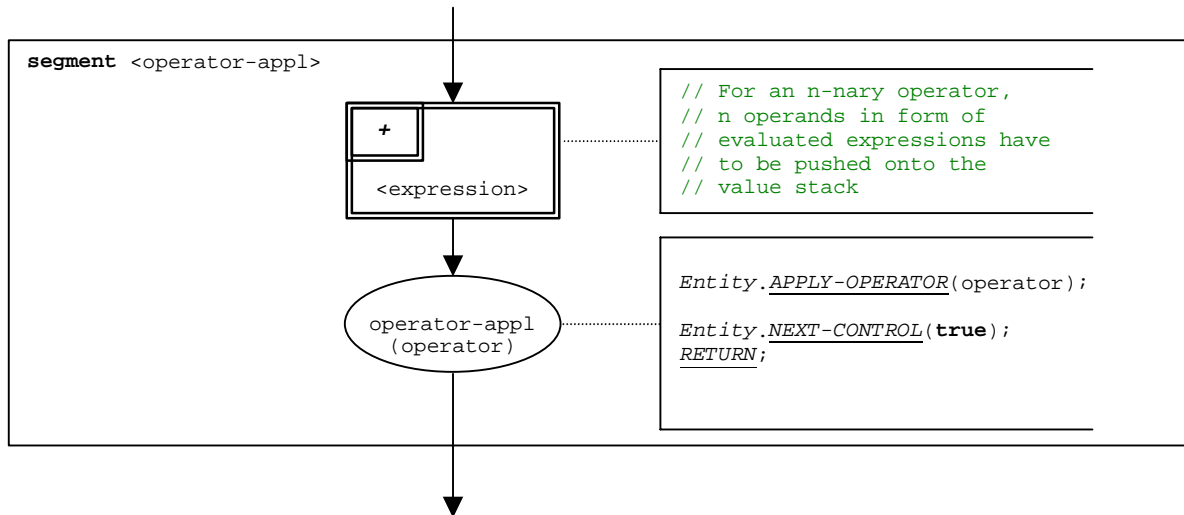 segment <operator-appl>
+
<expression>
// For an n-nary operator,
// n operands in form of
// evaluated expressions have
// to be pushed onto the
// value stack
operator-appl
(operator)
Entity.APPLY-OPERATOR(operator);
Entity.NEXT-CONTROL(true);
RETURN;